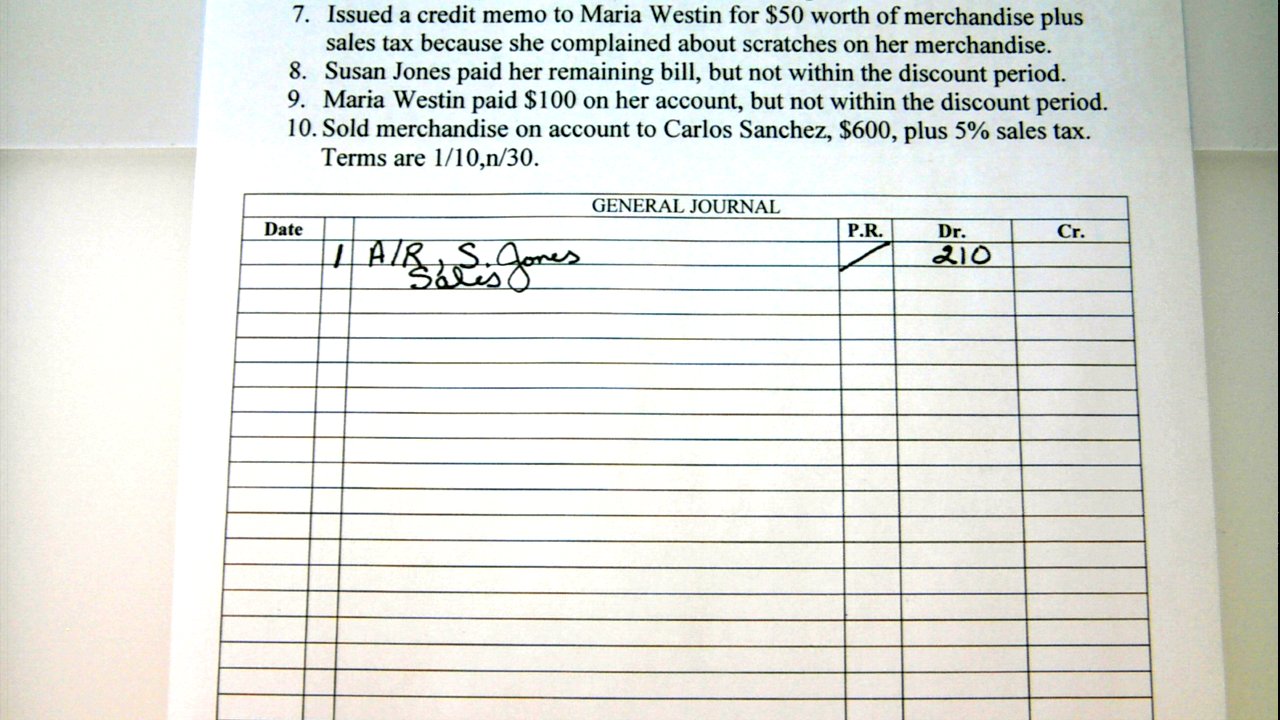 7. Issued a credit memo to Maria Westin for $50 worth of merchandise plus
sales tax because she complained about scratches on her merchandise.
8. Susan Jones paid her remaining bill, but not within the discount period.
9. Maria Westin paid $100 on her account, but not within the discount period.
10. Sold merchandise on account to Carlos Sanchez, $600, plus 5% sales tax.
Terms are 1/10,n/30.
GENERAL JOURNAL
Date P.R. Dr. Cr.
1 A/R, S. Jones / 210
Sales